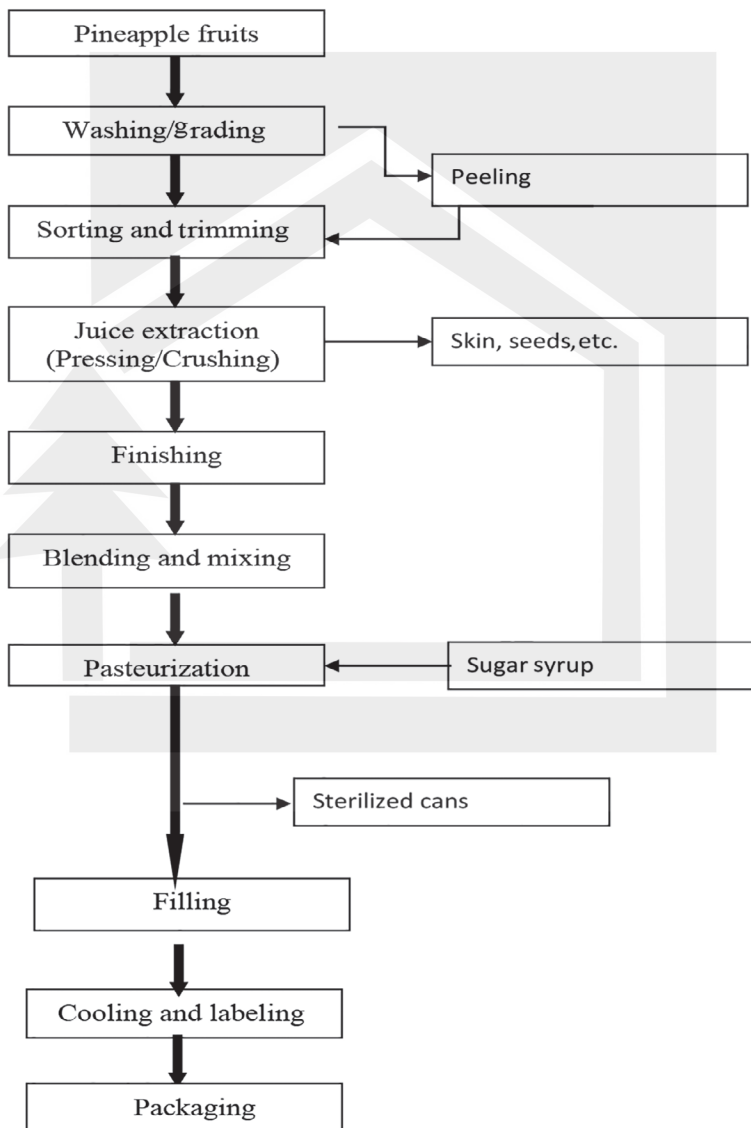 Pineapple fruits
Washing/grading
Peeling
Sorting and trimming
Juice extraction
(Pressing/Crushing)
Skin, seeds,etc.
Finishing
Blending and mixing
Pasteurization
Sugar syrup
Sterilized cans
Filling
Cooling and labeling
Packaging